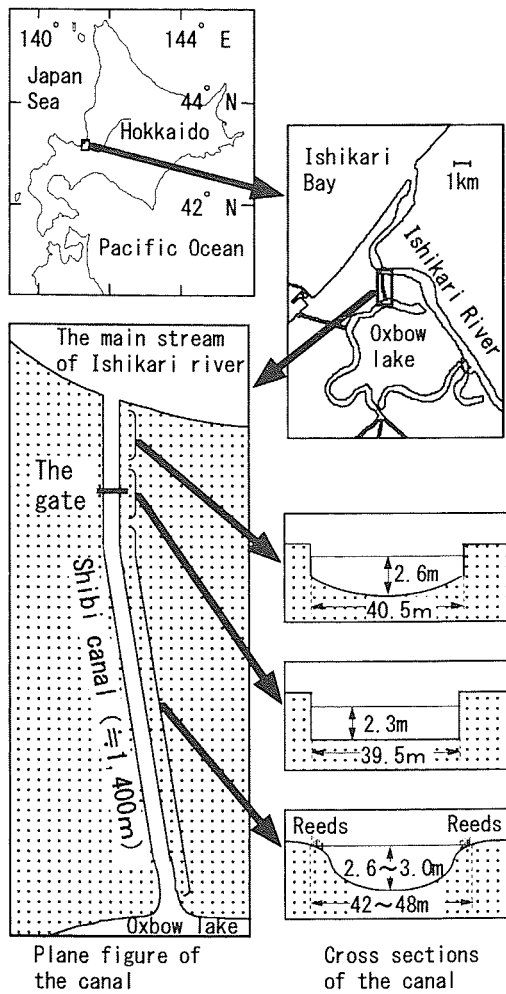 140° 144° E
Japan
Sea
44° N
Hokkaido
42° N
Pacific Ocean
Ishikari
Bay
1km
Ishikari River
Oxbow
lake
The main stream
of Ishikari river
The
gate
Shibi canal (≒1,400m)
Oxbow lake
Plane figure of
the canal
2.6m
40.5m
2.3m
39.5m
Reeds Reeds
2.6～3.0m
42～48m
Cross sections
of the canal